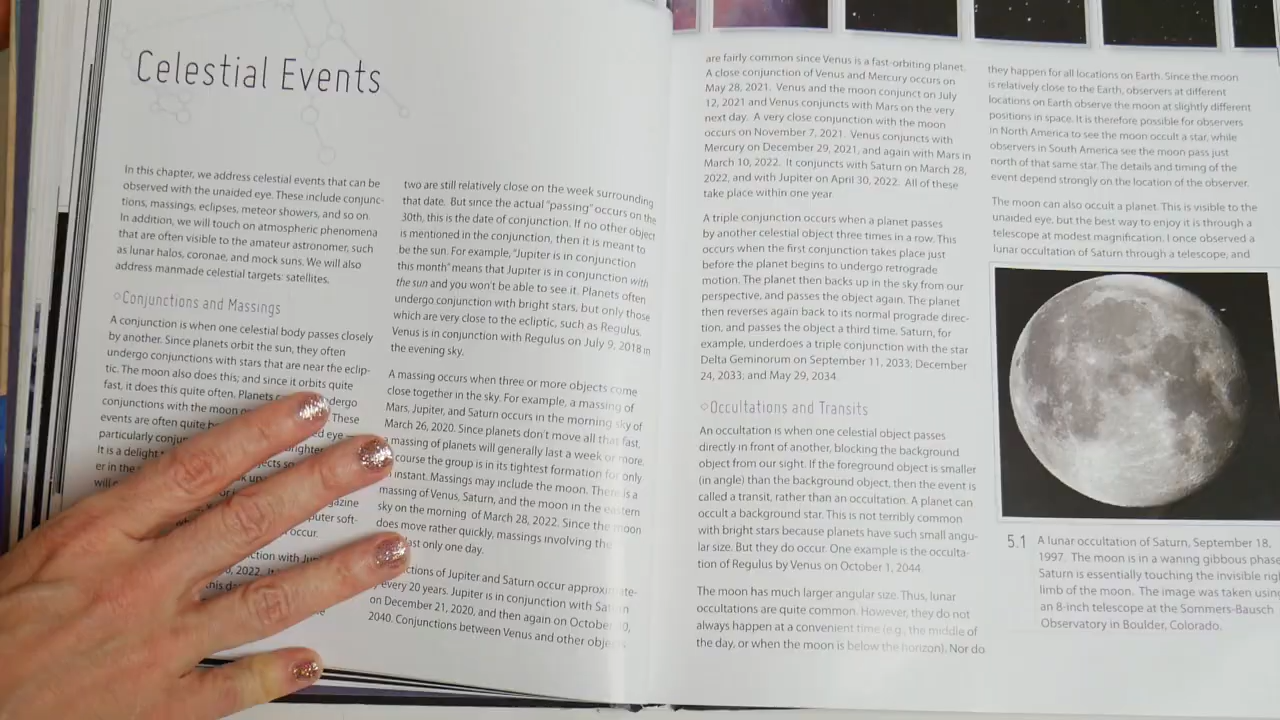 Celestial Events
In this chapter, we address celestial events that can be
observed with the unaided eye. These include conjunc-
tions, massings, eclipses, meteor showers, and so on.
In addition, we will touch on atmospheric phenomena
that are often visible to the amateur astronomer, such
as lunar halos, coronae, and mock suns. We will also
address manmade celestial targets: satellites.
Conjunctions and Massings
A conjunction is when one celestial body passes closely
by another. Since planets orbit the sun, they often
undergo conjunctions with stars that are near the eclip-
tic. The moon also does this; and since it orbits quite
fast, it does this quite often. Planets
conjunctions with the moon These
events are often quite
particularly
It is a delight
er in the
occur.
2022.
two are still relatively close on the week surrounding
that date. But since the actual "passing" occurs on the
30th, this is the date of conjunction. If no other object
is mentioned in the conjunction, then it is meant to
be the sun. For example, "Jupiter is in conjunction
this month" means that Jupiter is in conjunction with
the sun and you won't be able to see it. Planets often
undergo conjunction with bright stars, but only those
which are very close to the ecliptic, such as Regulus.
Venus is in conjunction with Regulus on July 9, 2018 in
the evening sky.
A massing occurs when three or more objects come
close together in the sky. For example, a massing of
Mars, Jupiter, and Saturn occurs in the morning sky of
March 26, 2020. Since planets don't move all that fast,
a massing of planets will generally last a week or more.
course the group is in its tightest formation for only
instant. Massings may include the moon. There is a
massing of Venus, Saturn, and the moon in the eastern
sky on the morning of March 28, 2022. Since the moon
does move rather quickly, massings involving the
last only one day.
of Jupiter and Saturn occur approximate-
every 20 years. Jupiter is in conjunction with Saturn
on December 21, 2020, and then again on October
2040. Conjunctions between Venus and other objects
are fairly common since Venus is a fast-orbiting planet.
A close conjunction of Venus and Mercury occurs on
May 28, 2021. Venus and the moon conjunct on July
12, 2021 and Venus conjuncts with Mars on the very
next day. A very close conjunction with the moon
occurs on November 7, 2021. Venus conjuncts with
Mercury on December 29, 2021, and again with Mars in
March 10, 2022. It conjuncts with Saturn on March 28,
2022, and with Jupiter on April 30, 2022. All of these
take place within one year.
A triple conjunction occurs when a planet passes
by another celestial object three times in a row. This
occurs when the first conjunction takes place just
before the planet begins to undergo retrograde
motion. The planet then backs up in the sky from our
perspective, and passes the object again. The planet
then reverses again back to its normal prograde direc-
tion, and passes the object a third time. Saturn, for
example, underdoes a triple conjunction with the star
Delta Geminorum on September 11, 2033; December
24, 2033; and May 29, 2034.
Occultations and Transits
An occultation is when one celestial object passes
directly in front of another, blocking the background
object from our sight. If the foreground object is smaller
(in angle) than the background object, then the event is
called a transit, rather than an occultation. A planet can
occult a background star. This is not terribly common
with bright stars because planets have such small angu-
lar size. But they do occur. One example is the occulta-
tion of Regulus by Venus on October 1, 2044.
The moon has much larger angular size. Thus, lunar
occultations are quite common. However, they do not
always happen at a convenient time (e.g., the middle of
the day, or when the moon is below the horizon). Nor do
they happen for all locations on Earth. Since the moon
is relatively close to the Earth, observers at different
locations on Earth observe the moon at slightly different
positions in space. It is therefore possible for observers
in North America to see the moon occult a star, while
observers in South America see the moon pass just
north of that same star. The details and timing of the
event depend strongly on the location of the observer.
The moon can also occult a planet. This is visible to the
unaided eye, but the best way to enjoy it is through a
telescope at modest magnification. I once observed a
lunar occultation of Saturn through a telescope, and
5.1 A lunar occultation of Saturn, September 18,
1997. The moon is in a waning gibbous phase
Saturn is essentially touching the invisible
limb of the moon. The image was taken using
an 8-inch telescope at the Sommers-Bausch
Observatory in Boulder, Colorado.